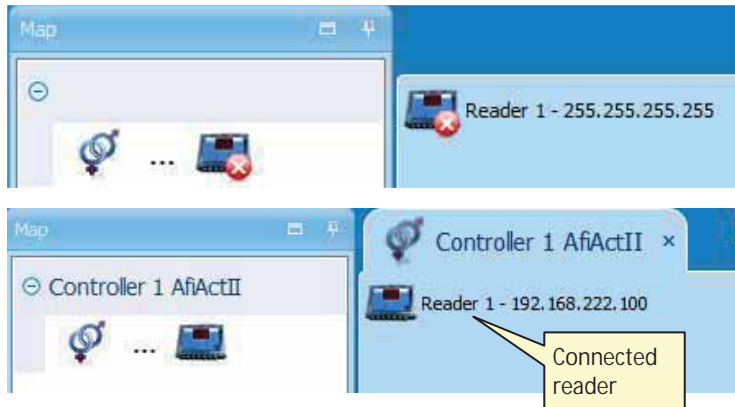 Map
Reader 1 - 255.255.255.255
...
Map
Controller 1 AfiActII ×
Controller 1 AfiActII
Reader 1 - 192.168.222.100
...
Connected
reader